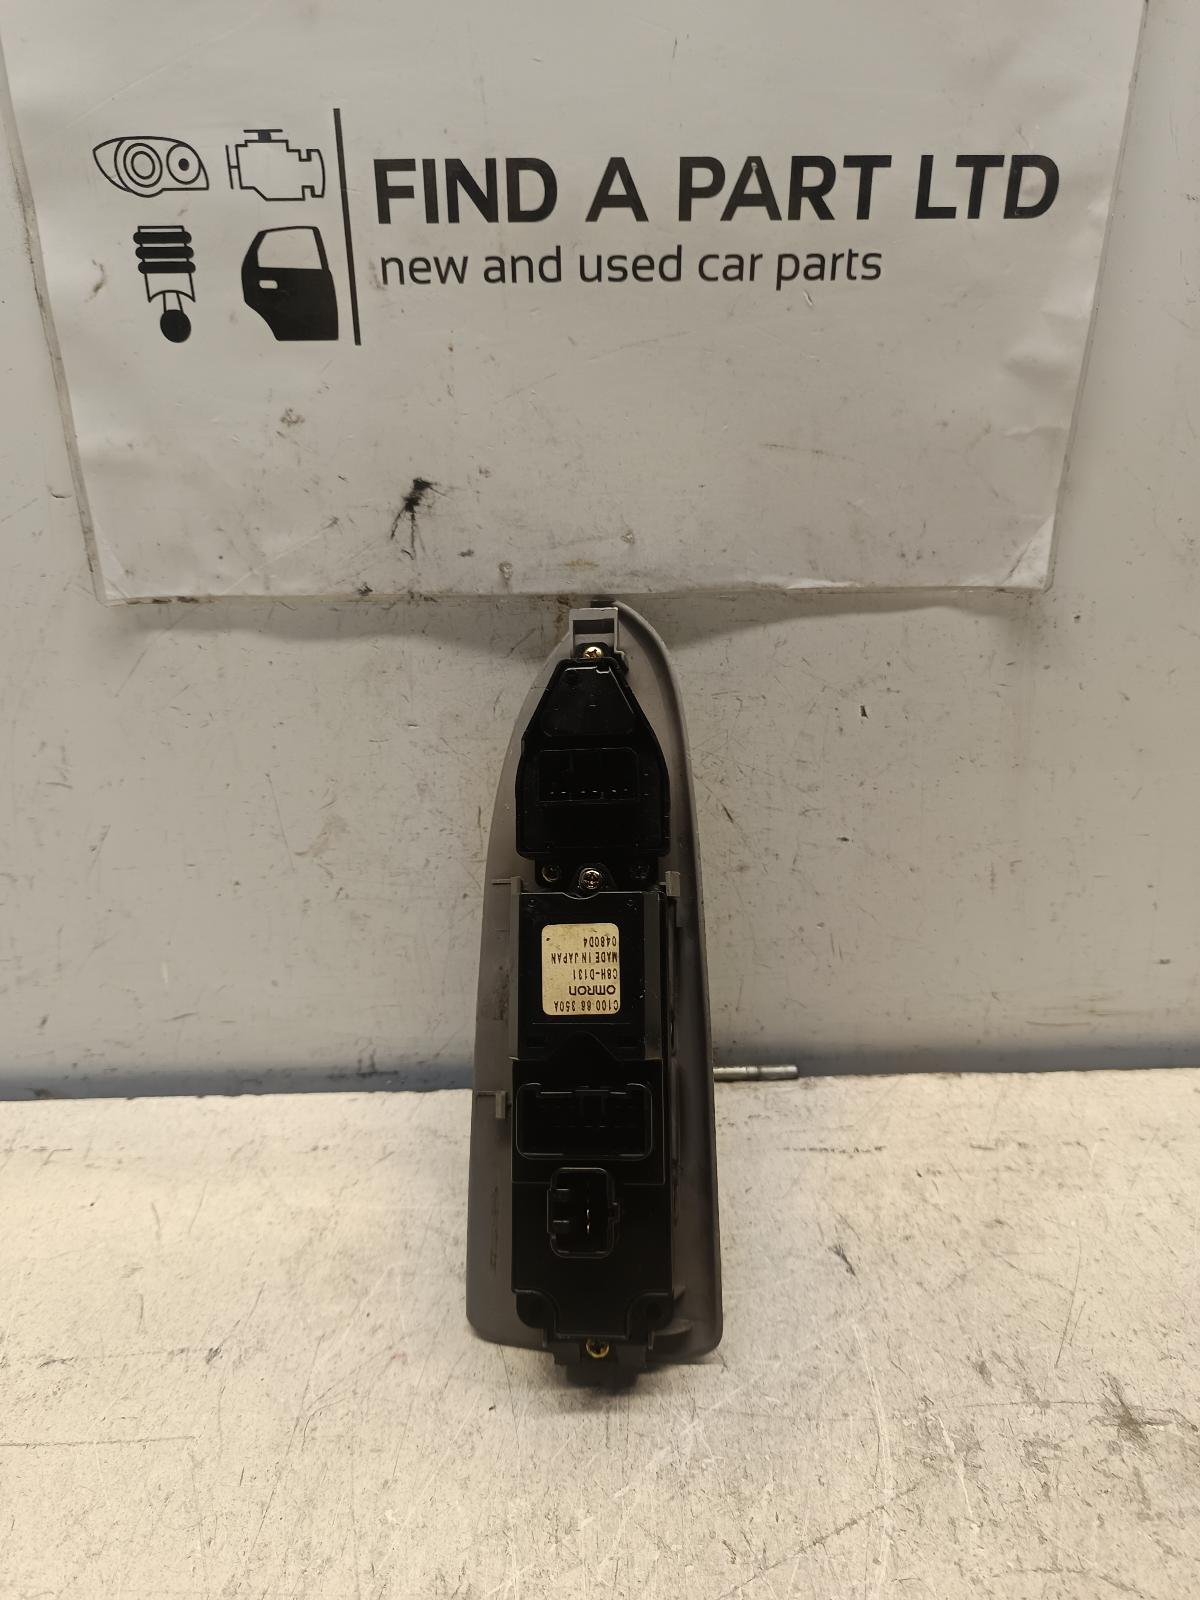 FIND A PART LTD
new and used car parts
C100 66 350A
OMRON
C8H-D131
MADE IN JAPAN
0480D4